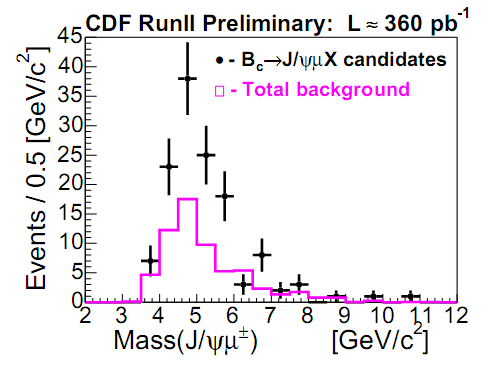 CDF RunII Preliminary: L ≈ 360 pb⁻¹
● - B_c→J/ψμX candidates
□ - Total background
Events / 0.5 [GeV/c²]
45
40
35
30
25
20
15
10
5
0
2 3 4 5 6 7 8 9 10 11 12
Mass(J/ψμ±) [GeV/c²]